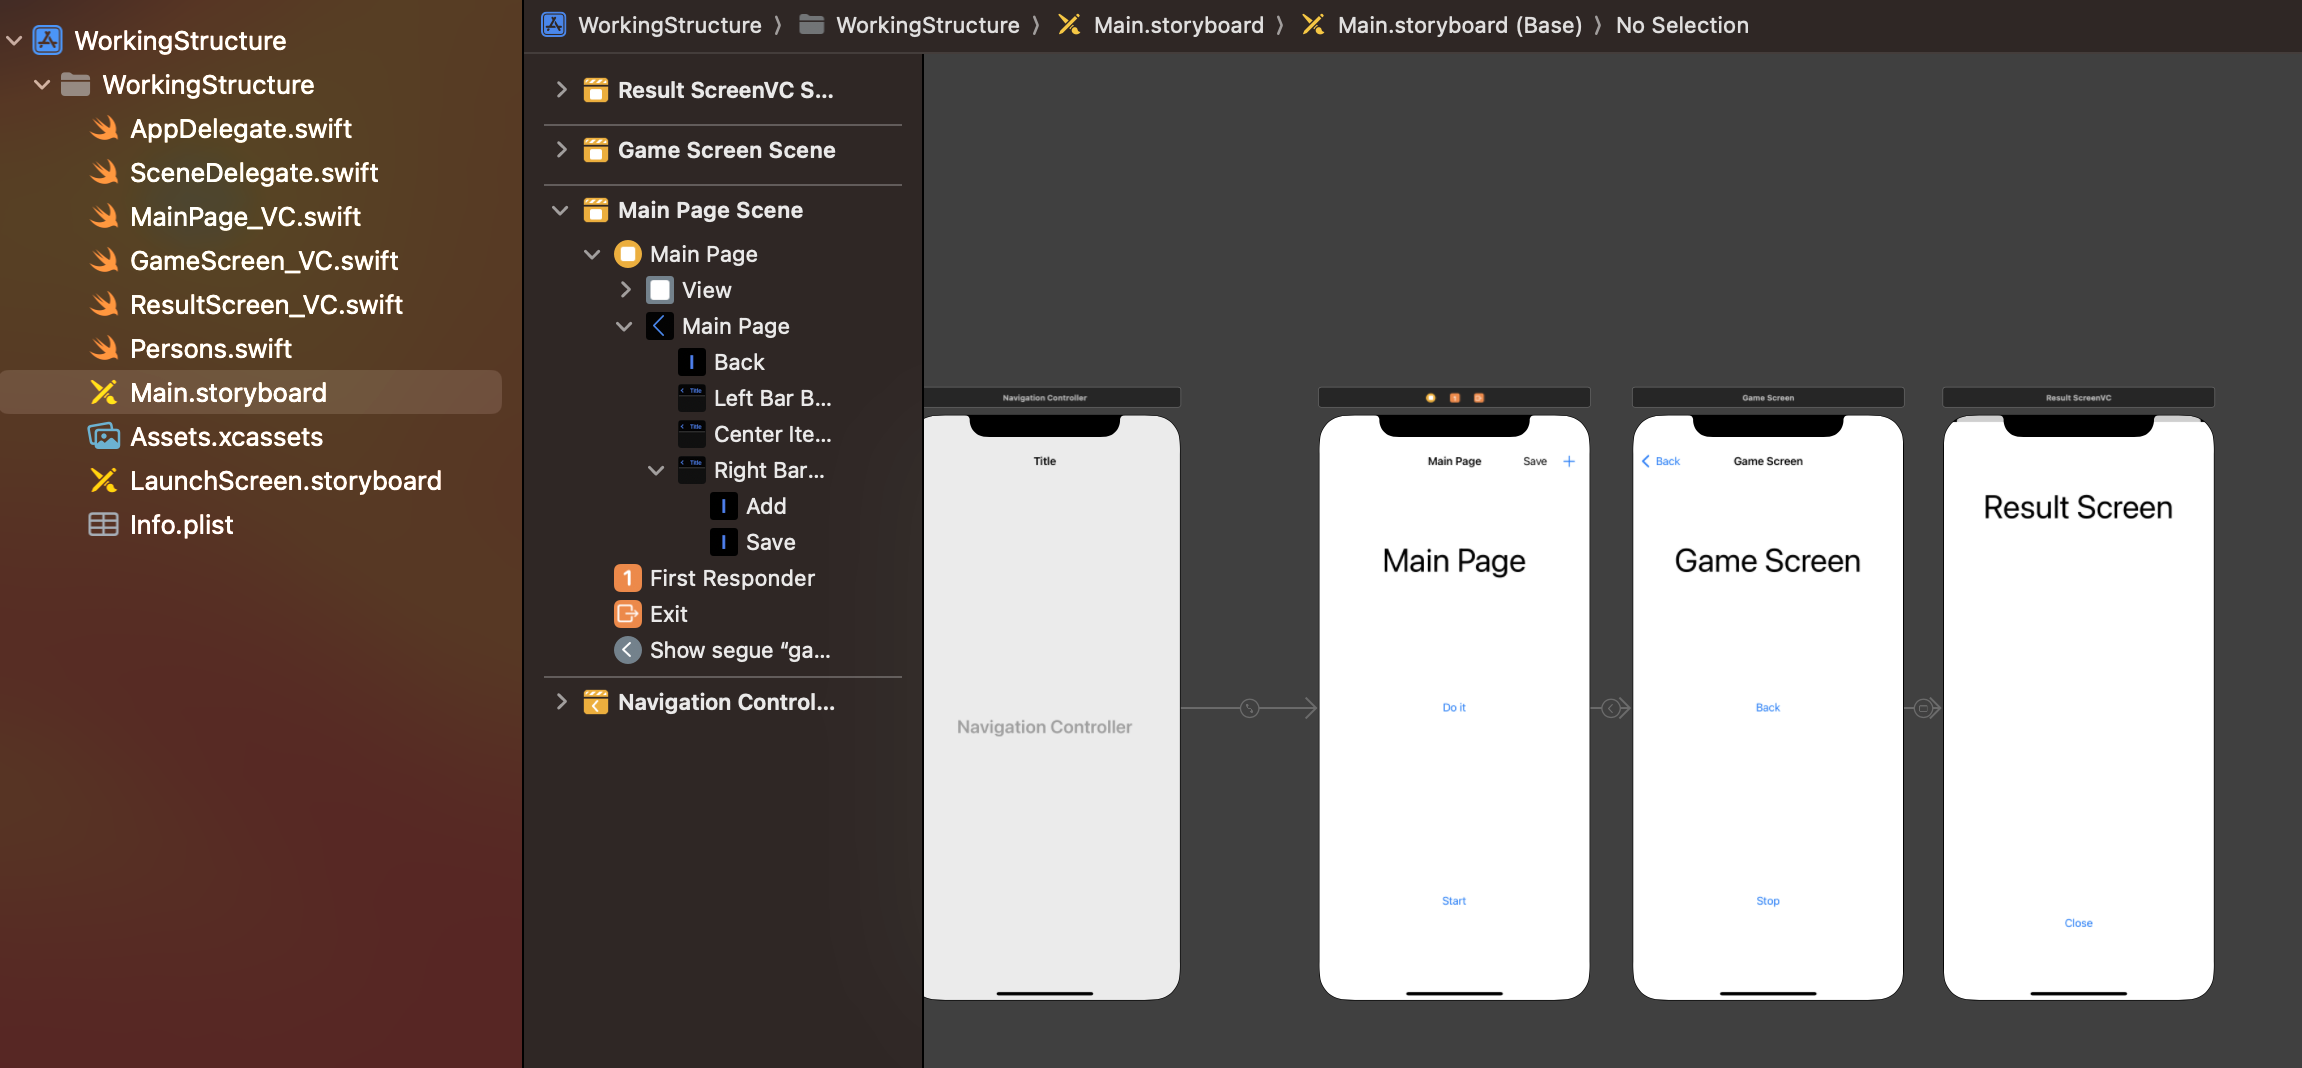 WorkingStructure
WorkingStructure
AppDelegate.swift
SceneDelegate.swift
MainPage_VC.swift
GameScreen_VC.swift
ResultScreen_VC.swift
Persons.swift
Main.storyboard
Assets.xcassets
LaunchScreen.storyboard
Info.plist
WorkingStructure 〉 WorkingStructure 〉 Main.storyboard 〉 Main.storyboard (Base) 〉 No Selection
Result ScreenVC S...
Game Screen Scene
Main Page Scene
Main Page
View
Main Page
Back
Left Bar B...
Center Ite...
Right Bar...
Add
Save
1 First Responder
Exit
Show segue “ga...
Navigation Control...
Navigation Controller
Title
Navigation Controller
Main Page Save +
Main Page
Do it
Start
Game Screen
Back Game Screen
Game Screen
Back
Stop
Result ScreenVC
Result Screen
Close